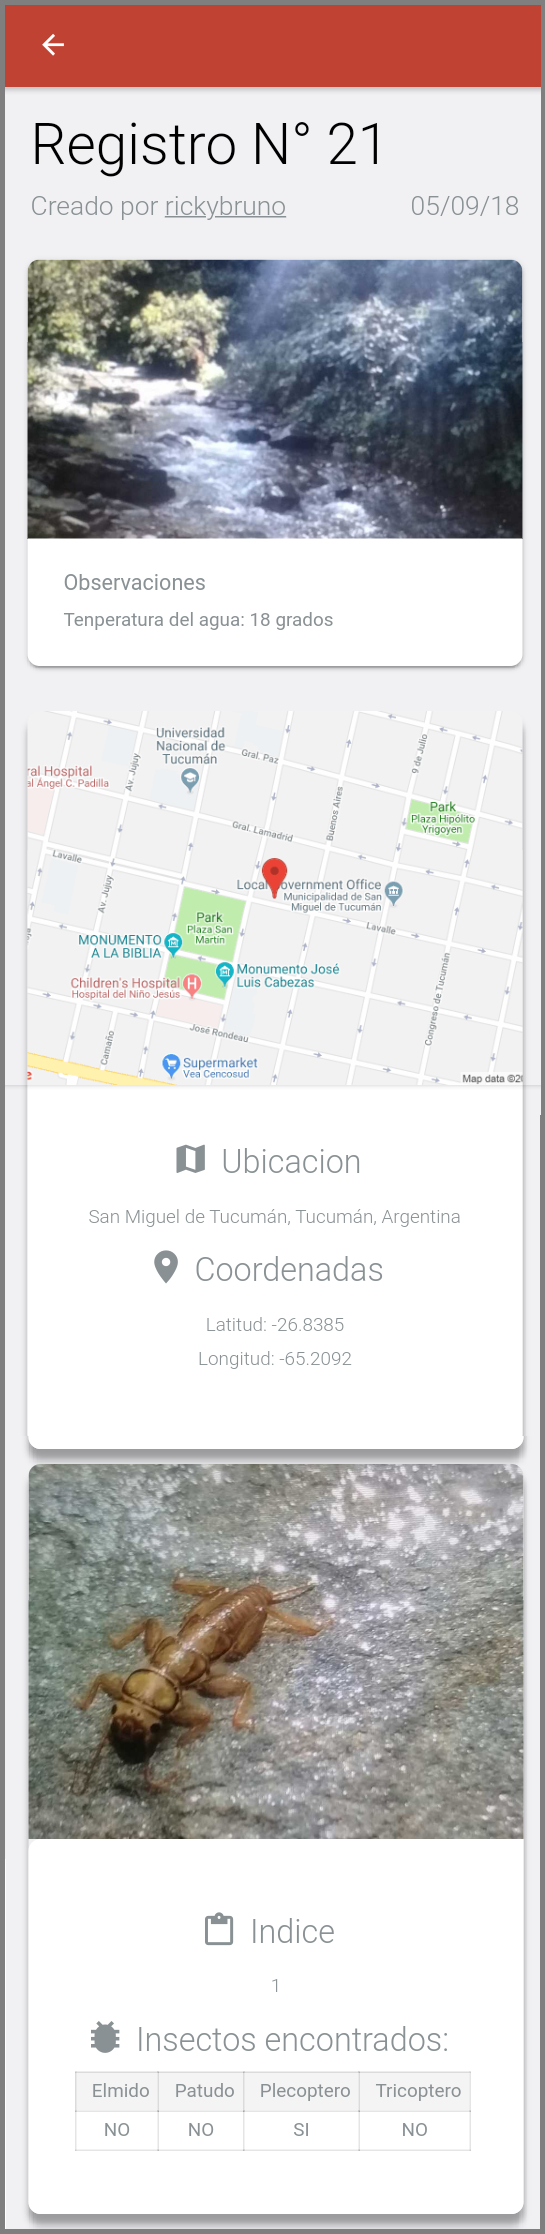 Registro N° 21
Creado por rickybruno 05/09/18
Observaciones
Tenperatura del agua: 18 grados
Universidad
Nacional de
Tucumán
Gral. Paz
9 de Julio
ral Hospital
al Ángel C. Padilla
Av. Jujuy
Buenos Aires
Park
Plaza Hipólito
Yrigoyen
Gral. Lamadrid
Lavalle
Av. Jujuy
Local Government Office
Municipalidad de San
Miguel de Tucumán
Park
Plaza San
Martín
Lavalle
MONUMENTO
A LA BIBLIA
Monumento José
Luis Cabezas
Children's Hospital
Hospital del Niño Jesús
Congreso de Tucumán
José Rondeau
Camaño
Supermarket
Vea Cencosud
Map data ©20
Ubicacion
San Miguel de Tucumán, Tucumán, Argentina
Coordenadas
Latitud: -26.8385
Longitud: -65.2092
Indice
1
Insectos encontrados:
Elmido Patudo Plecoptero Tricoptero
NO NO SI NO